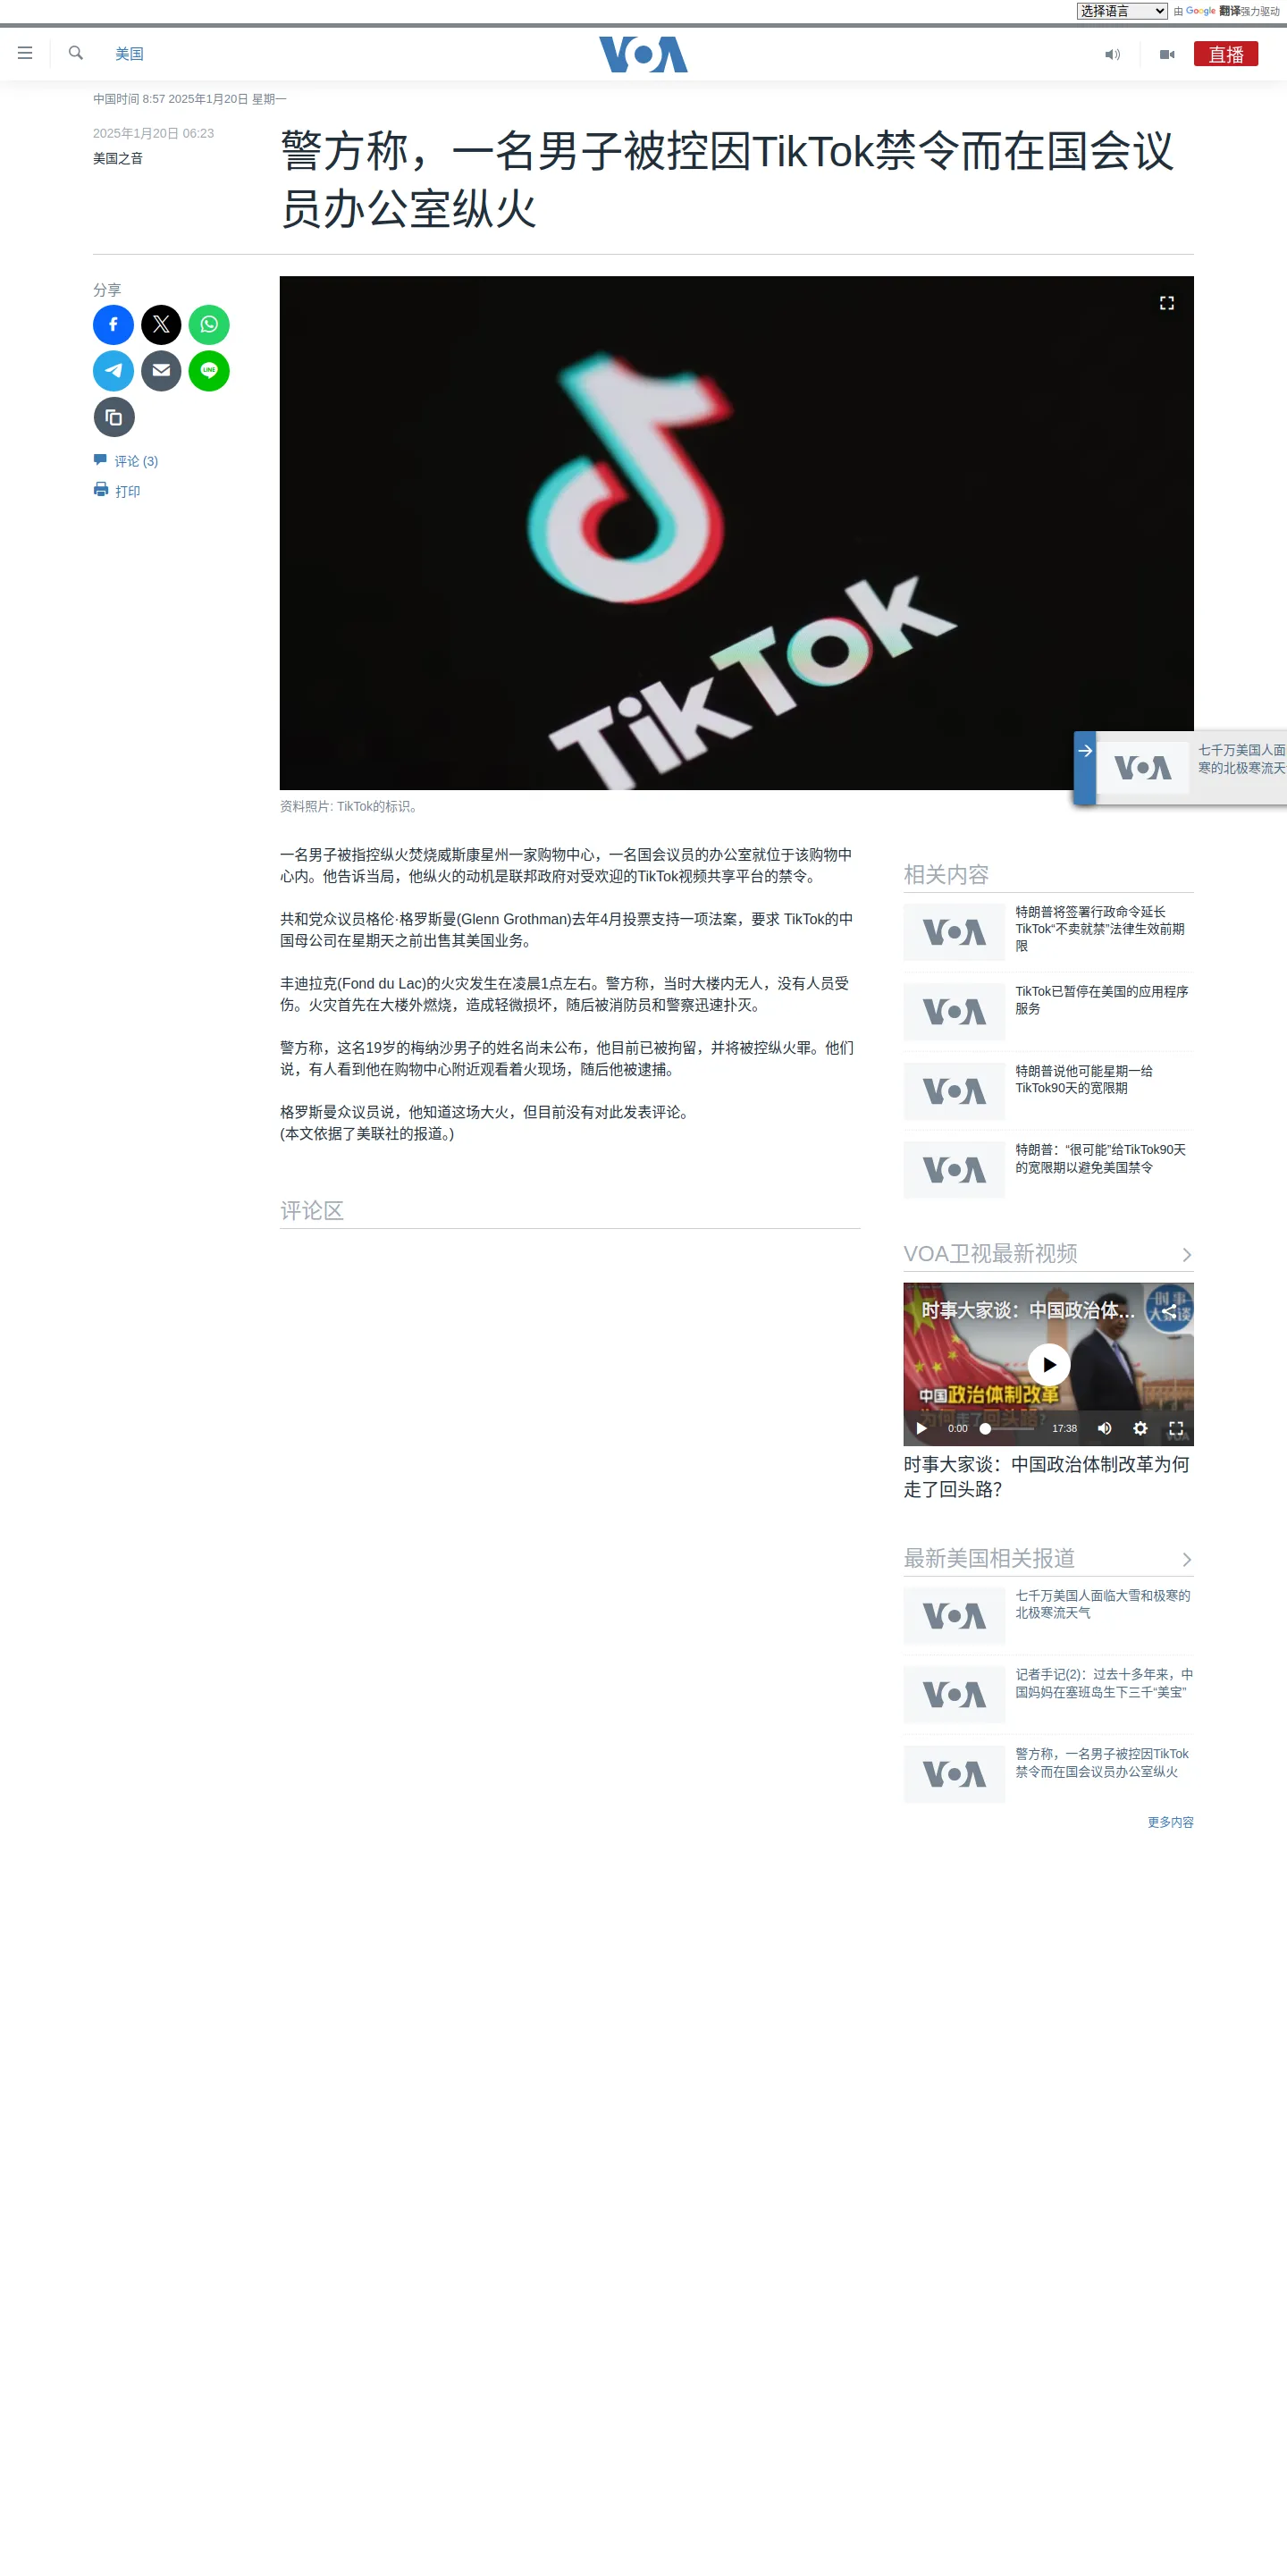 选择语言 由 Google 翻译强力驱动
美国
VOA
直播
中国时间 8:57 2025年1月20日 星期一
2025年1月20日 06:23
美国之音
警方称，一名男子被控因TikTok禁令而在国会议
员办公室纵火
分享
LINE
评论 (3)
打印
TikTok
七千万美国人面
寒的北极寒流天
VOA
资料照片: TikTok的标识。
一名男子被指控纵火焚烧威斯康星州一家购物中心，一名国会议员的办公室就位于该购物中
心内。他告诉当局，他纵火的动机是联邦政府对受欢迎的TikTok视频共享平台的禁令。
共和党众议员格伦·格罗斯曼(Glenn Grothman)去年4月投票支持一项法案，要求 TikTok的中
国母公司在星期天之前出售其美国业务。
丰迪拉克(Fond du Lac)的火灾发生在凌晨1点左右。警方称，当时大楼内无人，没有人员受
伤。火灾首先在大楼外燃烧，造成轻微损坏，随后被消防员和警察迅速扑灭。
警方称，这名19岁的梅纳沙男子的姓名尚未公布，他目前已被拘留，并将被控纵火罪。他们
说，有人看到他在购物中心附近观看着火现场，随后他被逮捕。
格罗斯曼众议员说，他知道这场大火，但目前没有对此发表评论。
(本文依据了美联社的报道。)
评论区
相关内容
VOA
特朗普将签署行政命令延长
TikTok“不卖就禁”法律生效前期
限
VOA
TikTok已暂停在美国的应用程序
服务
VOA
特朗普说他可能星期一给
TikTok90天的宽限期
VOA
特朗普：“很可能”给TikTok90天
的宽限期以避免美国禁令
VOA卫视最新视频
时事大家谈：中国政治体...
时事
大家谈
中国政治体制改革
为何走了回头路?
0:00 17:38
VOA
时事大家谈：中国政治体制改革为何
走了回头路？
最新美国相关报道
VOA
七千万美国人面临大雪和极寒的
北极寒流天气
VOA
记者手记(2)：过去十多年来，中
国妈妈在塞班岛生下三千“美宝”
VOA
警方称，一名男子被控因TikTok
禁令而在国会议员办公室纵火
更多内容